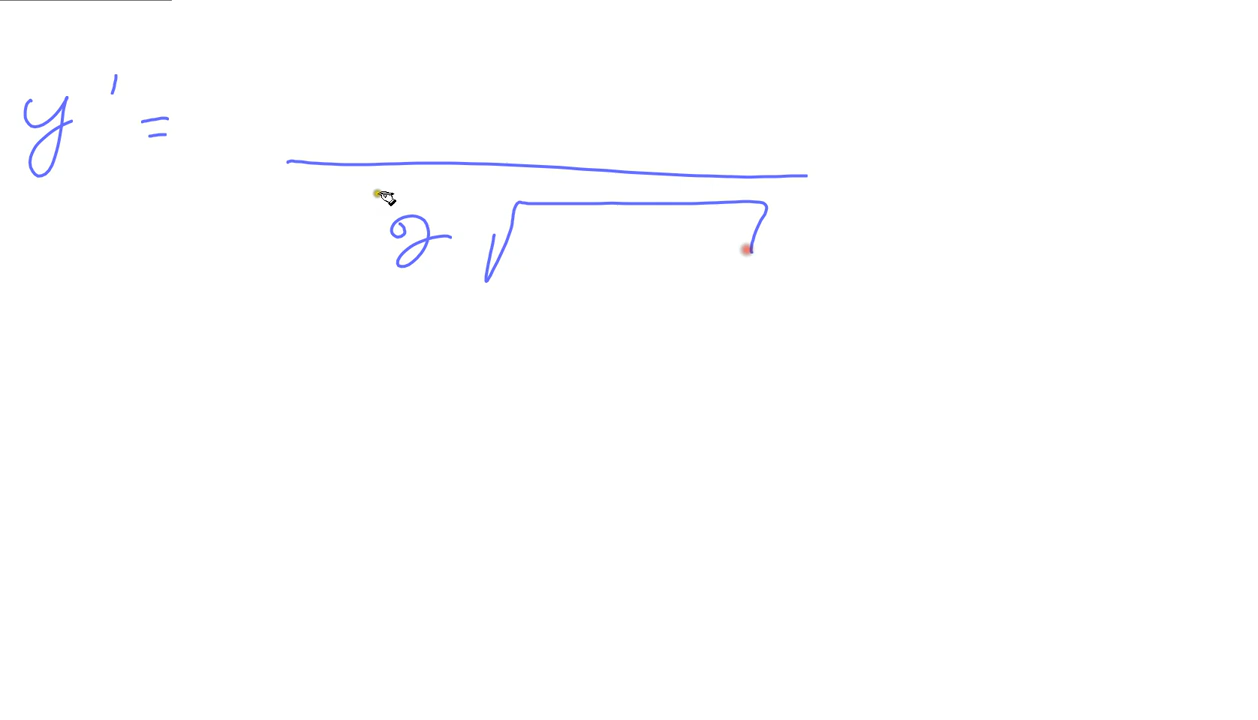 y' =
2 √